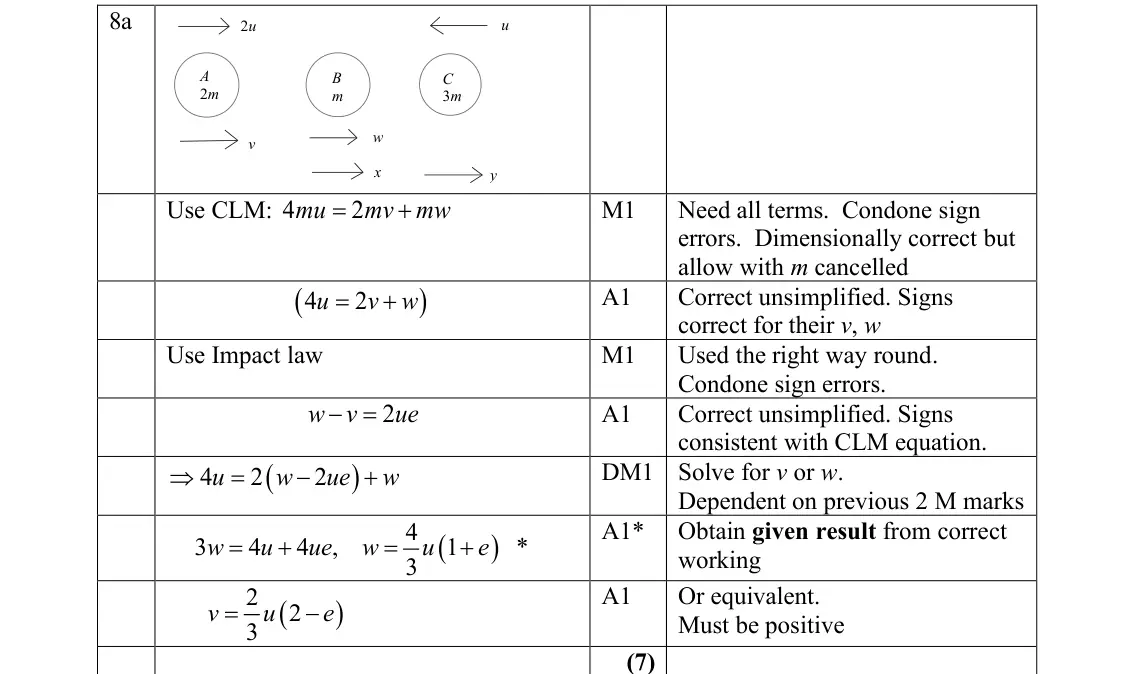 8a
2u
u
A
2m
B
m
C
3m
v
w
x
y
Use CLM: 4mu = 2mv + mw
M1
Need all terms. Condone sign
errors. Dimensionally correct but
allow with m cancelled
(4u = 2v + w)
A1
Correct unsimplified. Signs
correct for their v, w
Use Impact law
M1
Used the right way round.
Condone sign errors.
w − v = 2ue
A1
Correct unsimplified. Signs
consistent with CLM equation.
⇒ 4u = 2(w − 2ue) + w
DM1
Solve for v or w.
Dependent on previous 2 M marks
3w = 4u + 4ue, w = 4/3 u(1 + e) *
A1*
Obtain given result from correct
working
v = 2/3 u(2 − e)
A1
Or equivalent.
Must be positive
(7)